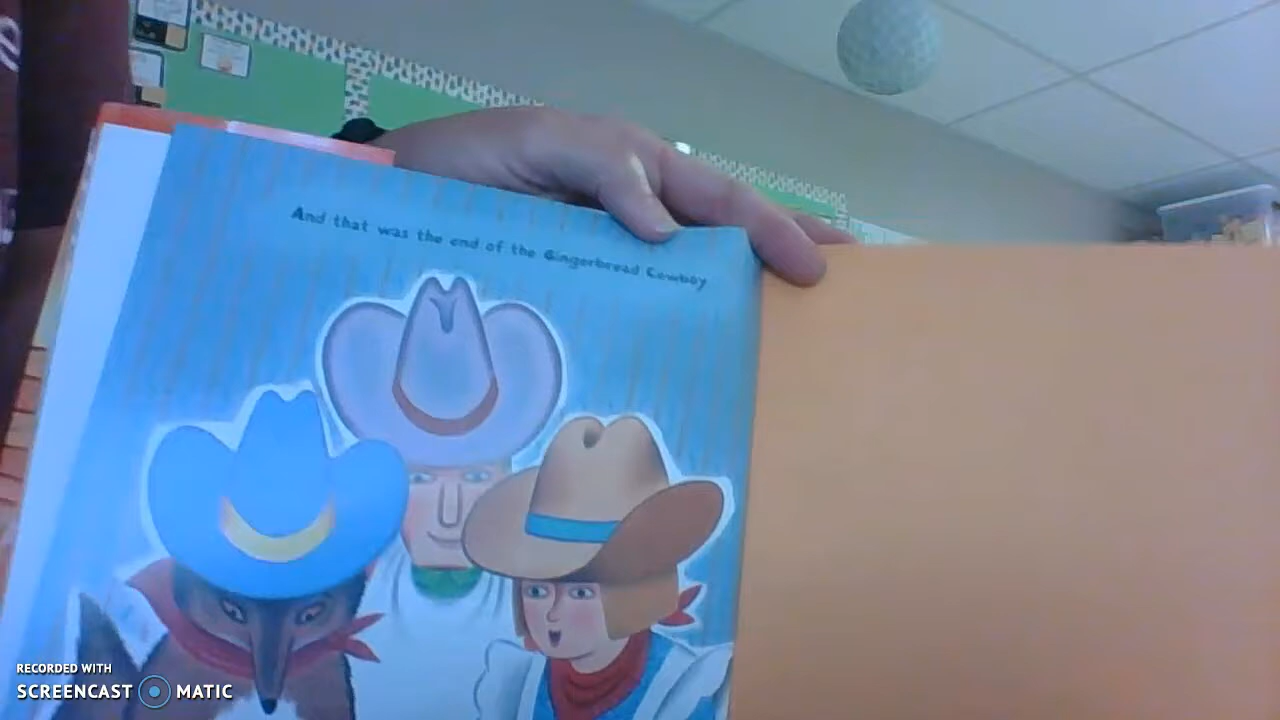 And that was the end of the Gingerbread Cowboy
RECORDED WITH
SCREENCAST MATIC